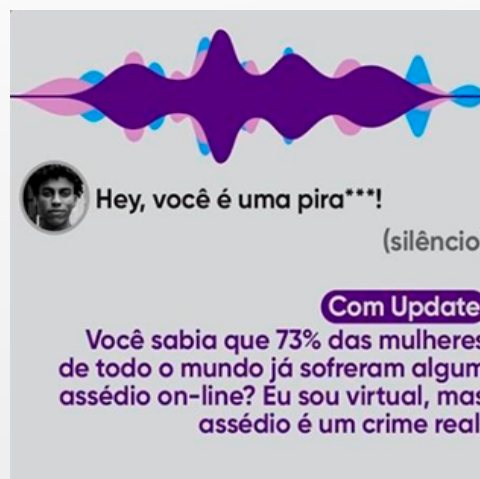 Hey, você é uma pira***!
(silêncio
Com Update
Você sabia que 73% das mulheres
de todo o mundo já sofreram algum
assédio on-line? Eu sou virtual, mas
assédio é um crime real